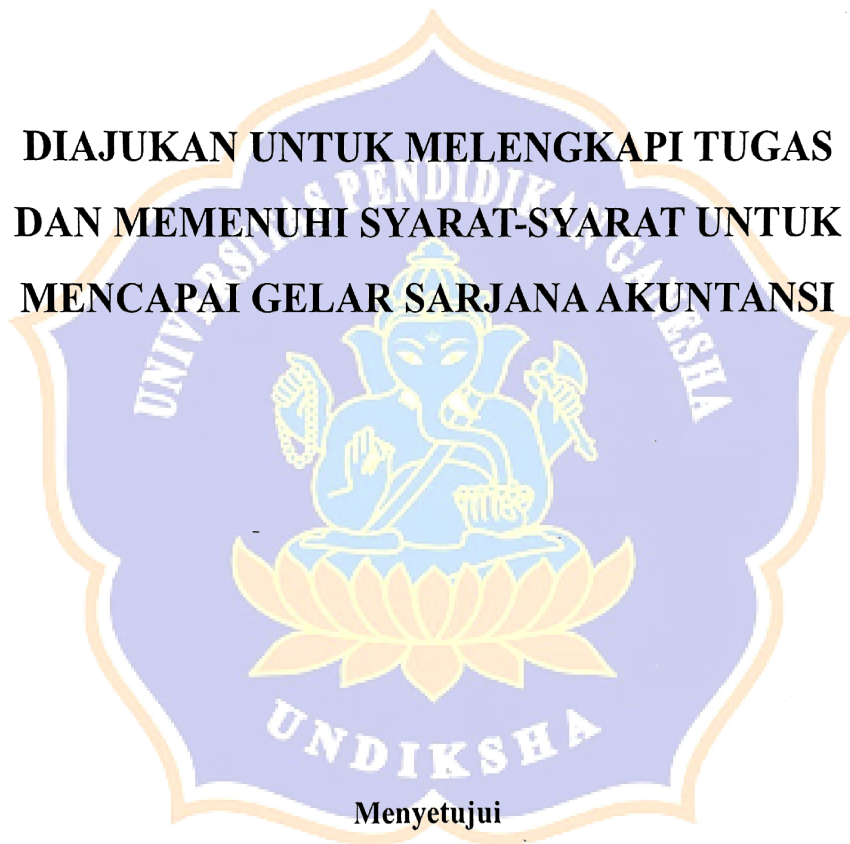 DIAJUKAN UNTUK MELENGKAPI TUGAS
DAN MEMENUHI SYARAT-SYARAT UNTUK
MENCAPAI GELAR SARJANA AKUNTANSI
UNIVERSITAS PENDIDIKAN GANESHA
UNDIKSHA
Menyetujui